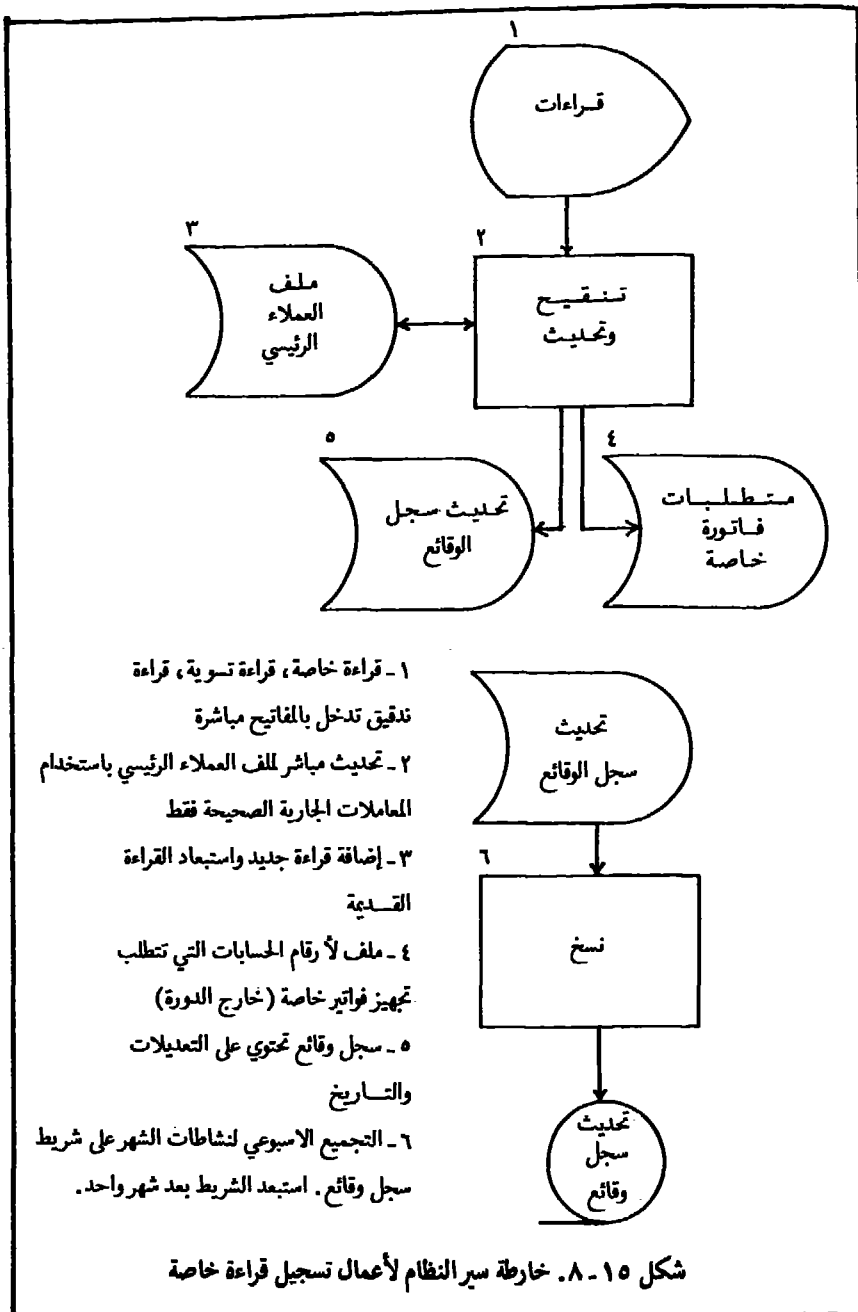 ١
قراءات
٣
٢
ملف
العملاء
الرئيسي
تنقيح
وتحديث
٥
٤
تحديث سجل
الوقائع
متطلبات
فاتورة
خاصة
١ - قراءة خاصة، قراءة تسوية، قراءة
تدقيق تدخل بالمفاتيح مباشرة
٢ - تحديث مباشر لملف العملاء الرئيسي باستخدام
المعاملات الجارية الصحيحة فقط
٣ - إضافة قراءة جديد واستبعاد القراءة
القديمة
٤ - ملف لأرقام الحسابات التي تتطلب
تجهيز فواتير خاصة (خارج الدورة)
٥ - سجل وقائع تحتوي على التعديلات
والتاريخ
٦ - التجميع الاسبوعي لنشاطات الشهر على شريط
سجل وقائع. استبعد الشريط بعد شهر واحد.
تحديث
سجل الوقائع
٦
نسخ
تحديث
سجل
وقائع
شكل ١٥ - ٨. خارطة سير النظام لأعمال تسجيل قراءة خاصة